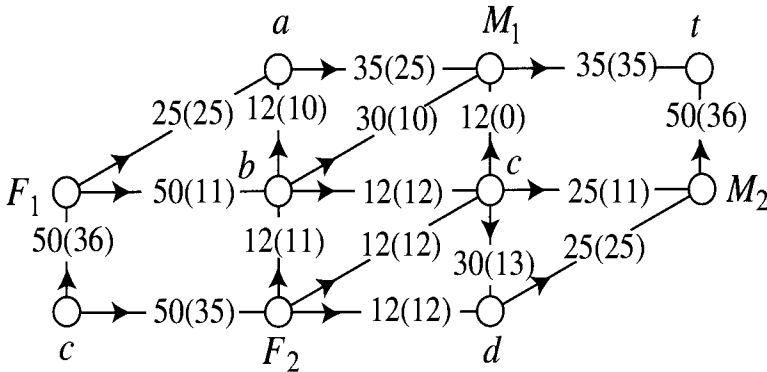 a M₁ t
35(25) 35(35)
25(25) 12(10) 30(10) 12(0) 50(36)
F₁ b c M₂
50(11) 12(12) 25(11)
50(36) 12(11) 12(12) 30(13) 25(25)
50(35) 12(12)
c F₂ d